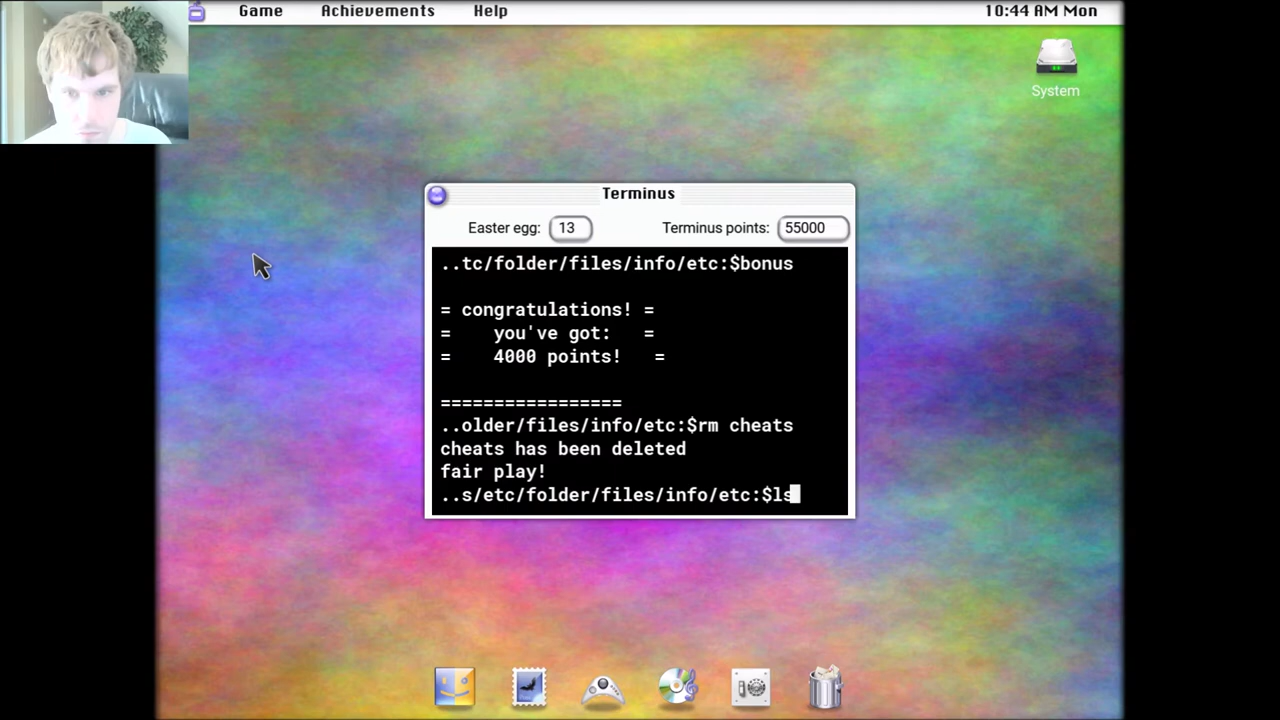 Game Achievements Help 10:44 AM Mon
System
Terminus
Easter egg: 13 Terminus points: 55000
..tc/folder/files/info/etc:$bonus
= congratulations! =
= you've got: =
= 4000 points! =
=================
..older/files/info/etc:$rm cheats
cheats has been deleted
fair play!
..s/etc/folder/files/info/etc:$ls